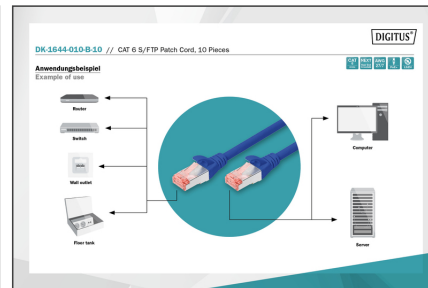 DIGITUS®
DK-1644-010-B-10 // CAT 6 S/FTP Patch Cord, 10 Pieces
Anwendungsbeispiel
Example of use
Router
Switch
Wall outlet
Floor tank
Computer
Server